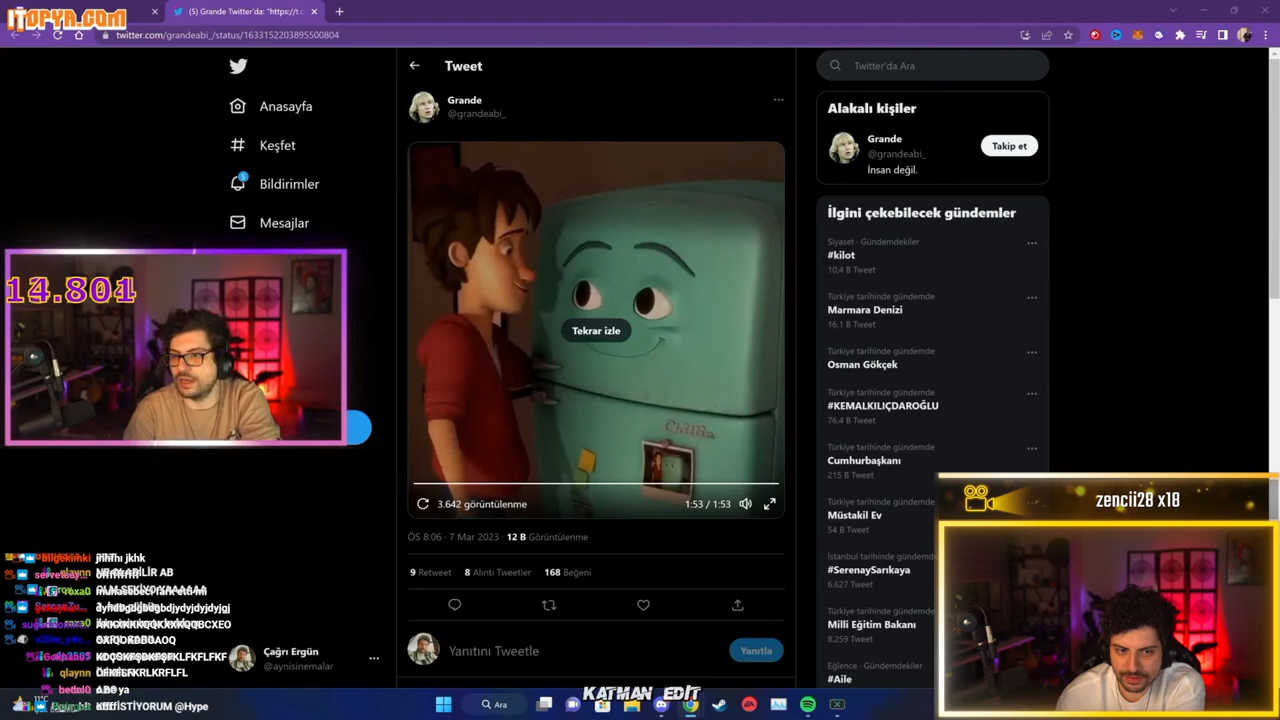 iTOPYA.COM
(5) Grande Twitter'da: "https://t.c
twitter.com/grandeabi_/status/1633152203895500804
Anasayfa
Keşfet
5
Bildirimler
Mesajlar
14.801
Tweet
Grande
@grandeabi_
Tekrar izle
3.642 görüntülenme
1:53 / 1:53
ÖS 8:06 · 7 Mar 2023 · 12 B Görüntülenme
9 Retweet 8 Alıntı Tweetler 168 Beğeni
Yanıtını Tweetle
Yanıtla
Twitter'da Ara
Alakalı kişiler
Grande
@grandeabi_
Takip et
İnsan değil.
İlgini çekebilecek gündemler
Siyaset · Gündemdekiler
#kilot
10,4 B Tweet
Türkiye tarihinde gündemde
Marmara Denizi
16,1 B Tweet
Türkiye tarihinde gündemde
Osman Gökçek
Türkiye tarihinde gündemde
#KEMALKILIÇDAROĞLU
76,4 B Tweet
Türkiye tarihinde gündemde
Cumhurbaşkanı
215 B Tweet
Türkiye tarihinde gündemde
Müstakil Ev
54 B Tweet
İstanbul tarihinde gündemde
#SerenaySarıkaya
6.627 Tweet
Türkiye tarihinde gündemde
Milli Eğitim Bakanı
8.259 Tweet
Eğlence · Gündemdekiler
#Aile
zencii28 x18
qlaynn
DFKFLFKRLKRFLFL
@Hype
Çağrı Ergün
@aynisinemalar
KATMAN EDİT
Ara